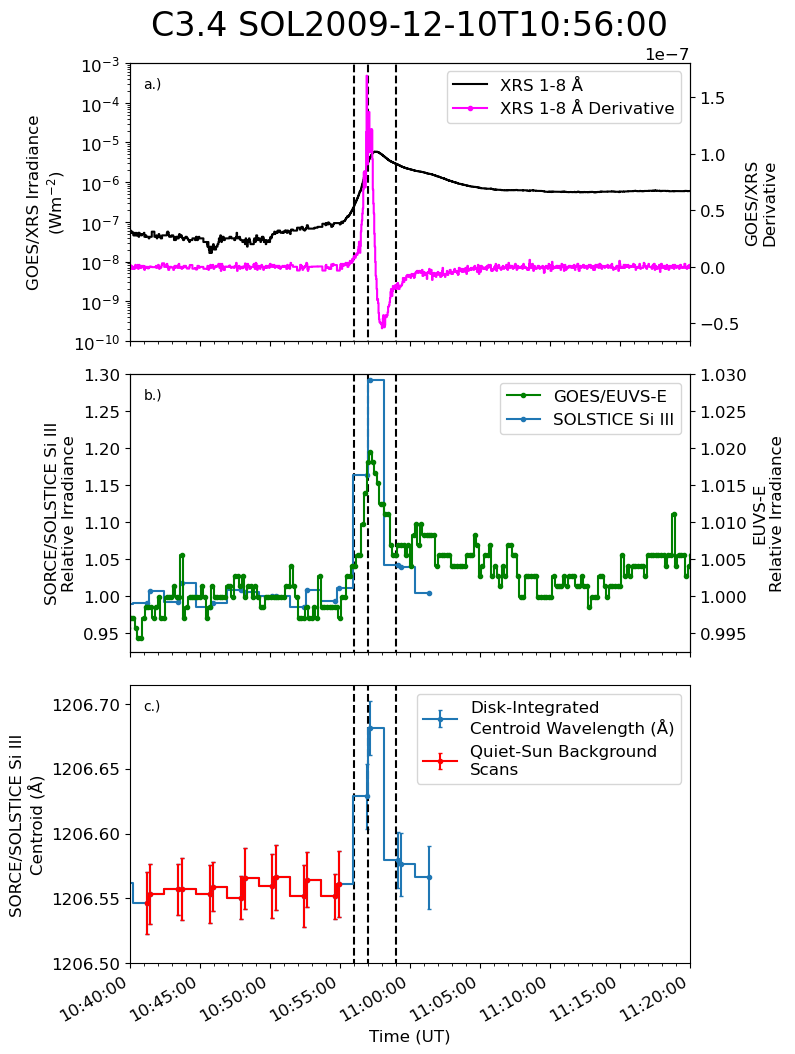 C3.4 SOL2009-12-10T10:56:00
1e−7
a.)
XRS 1-8 Å
XRS 1-8 Å Derivative
10⁻³
10⁻⁴
10⁻⁵
10⁻⁶
10⁻⁷
10⁻⁸
10⁻⁹
10⁻¹⁰
GOES/XRS Irradiance
(Wm⁻²)
1.5
1.0
0.5
0.0
−0.5
GOES/XRS
Derivative
b.)
GOES/EUVS-E
SOLSTICE Si III
1.30
1.25
1.20
1.15
1.10
1.05
1.00
0.95
SORCE/SOLSTICE Si III
Relative Irradiance
1.030
1.025
1.020
1.015
1.010
1.005
1.000
0.995
EUVS-E
Relative Irradiance
c.)
Disk-Integrated
Centroid Wavelength (Å)
Quiet-Sun Background
Scans
1206.70
1206.65
1206.60
1206.55
1206.50
SORCE/SOLSTICE Si III
Centroid (Å)
10:40:00
10:45:00
10:50:00
10:55:00
11:00:00
11:05:00
11:10:00
11:15:00
11:20:00
Time (UT)